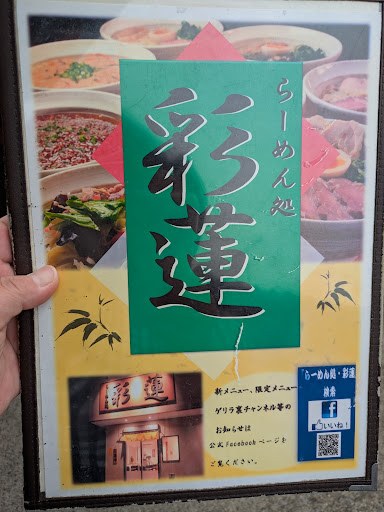 らーめん処
彩蓮
彩蓮
新メニュー、限定メニュー
ゲリラ裏チャンネル等の
お知らせは
公式Facebookページを
ご覧ください。
らーめん処・彩蓮
検索
f
いいね!